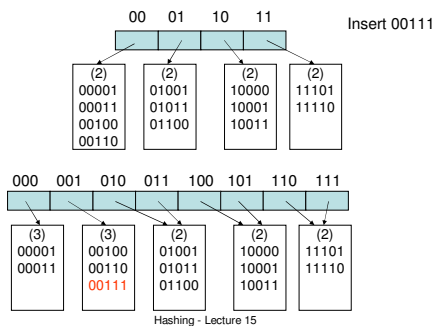 00 01 10 11
Insert 00111
(2) (2) (2) (2)
00001 01001 10000 11101
00011 01011 10001 11110
00100 01100 10011
00110
000 001 010 011 100 101 110 111
(3) (3) (2) (2) (2)
00001 00100 01001 10000 11101
00011 00110 01011 10001 11110
00111 01100 10011
Hashing - Lecture 15